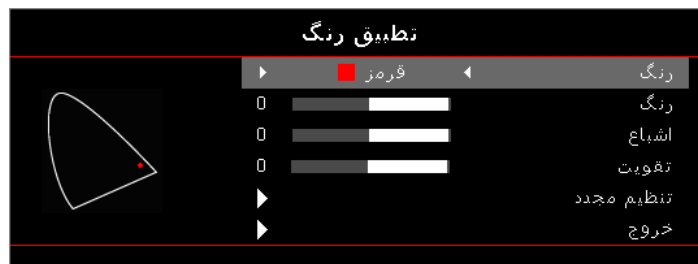 تطبیق رنگ
رنگ قرمز
رنگ 0
اشباع 0
تقویت 0
تنظیم مجدد
خروج